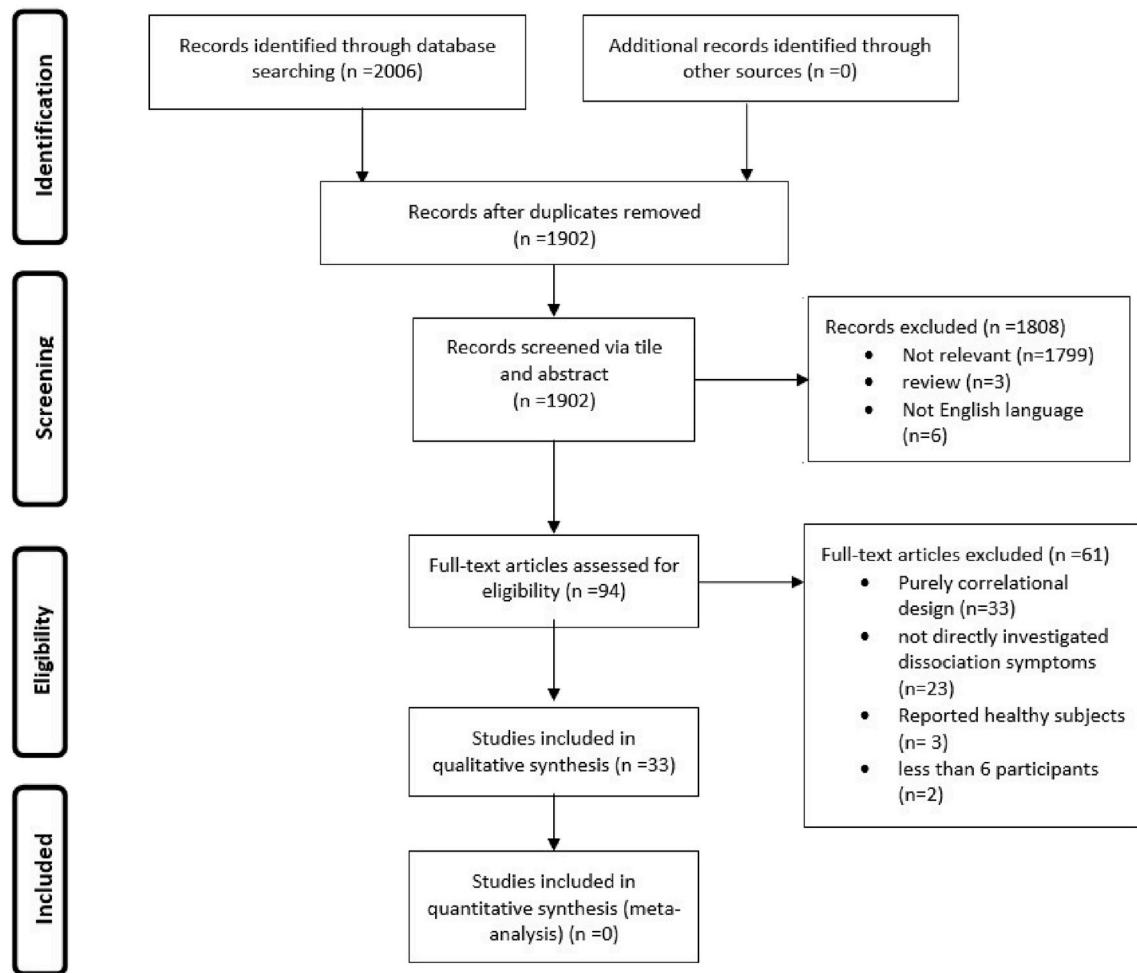 Identification
Records identified through database
searching (n =2006)
Additional records identified through
other sources (n =0)
Records after duplicates removed
(n =1902)
Screening
Records screened via tile
and abstract
(n =1902)
Records excluded (n =1808)
• Not relevant (n=1799)
• review (n=3)
• Not English language
(n=6)
Eligibility
Full-text articles assessed for
eligibility (n =94)
Full-text articles excluded (n =61)
• Purely correlational
design (n=33)
• not directly investigated
dissociation symptoms
(n=23)
• Reported healthy subjects
(n= 3)
• less than 6 participants
(n=2)
Studies included in
qualitative synthesis (n =33)
Included
Studies included in
quantitative synthesis (meta-
analysis) (n =0)